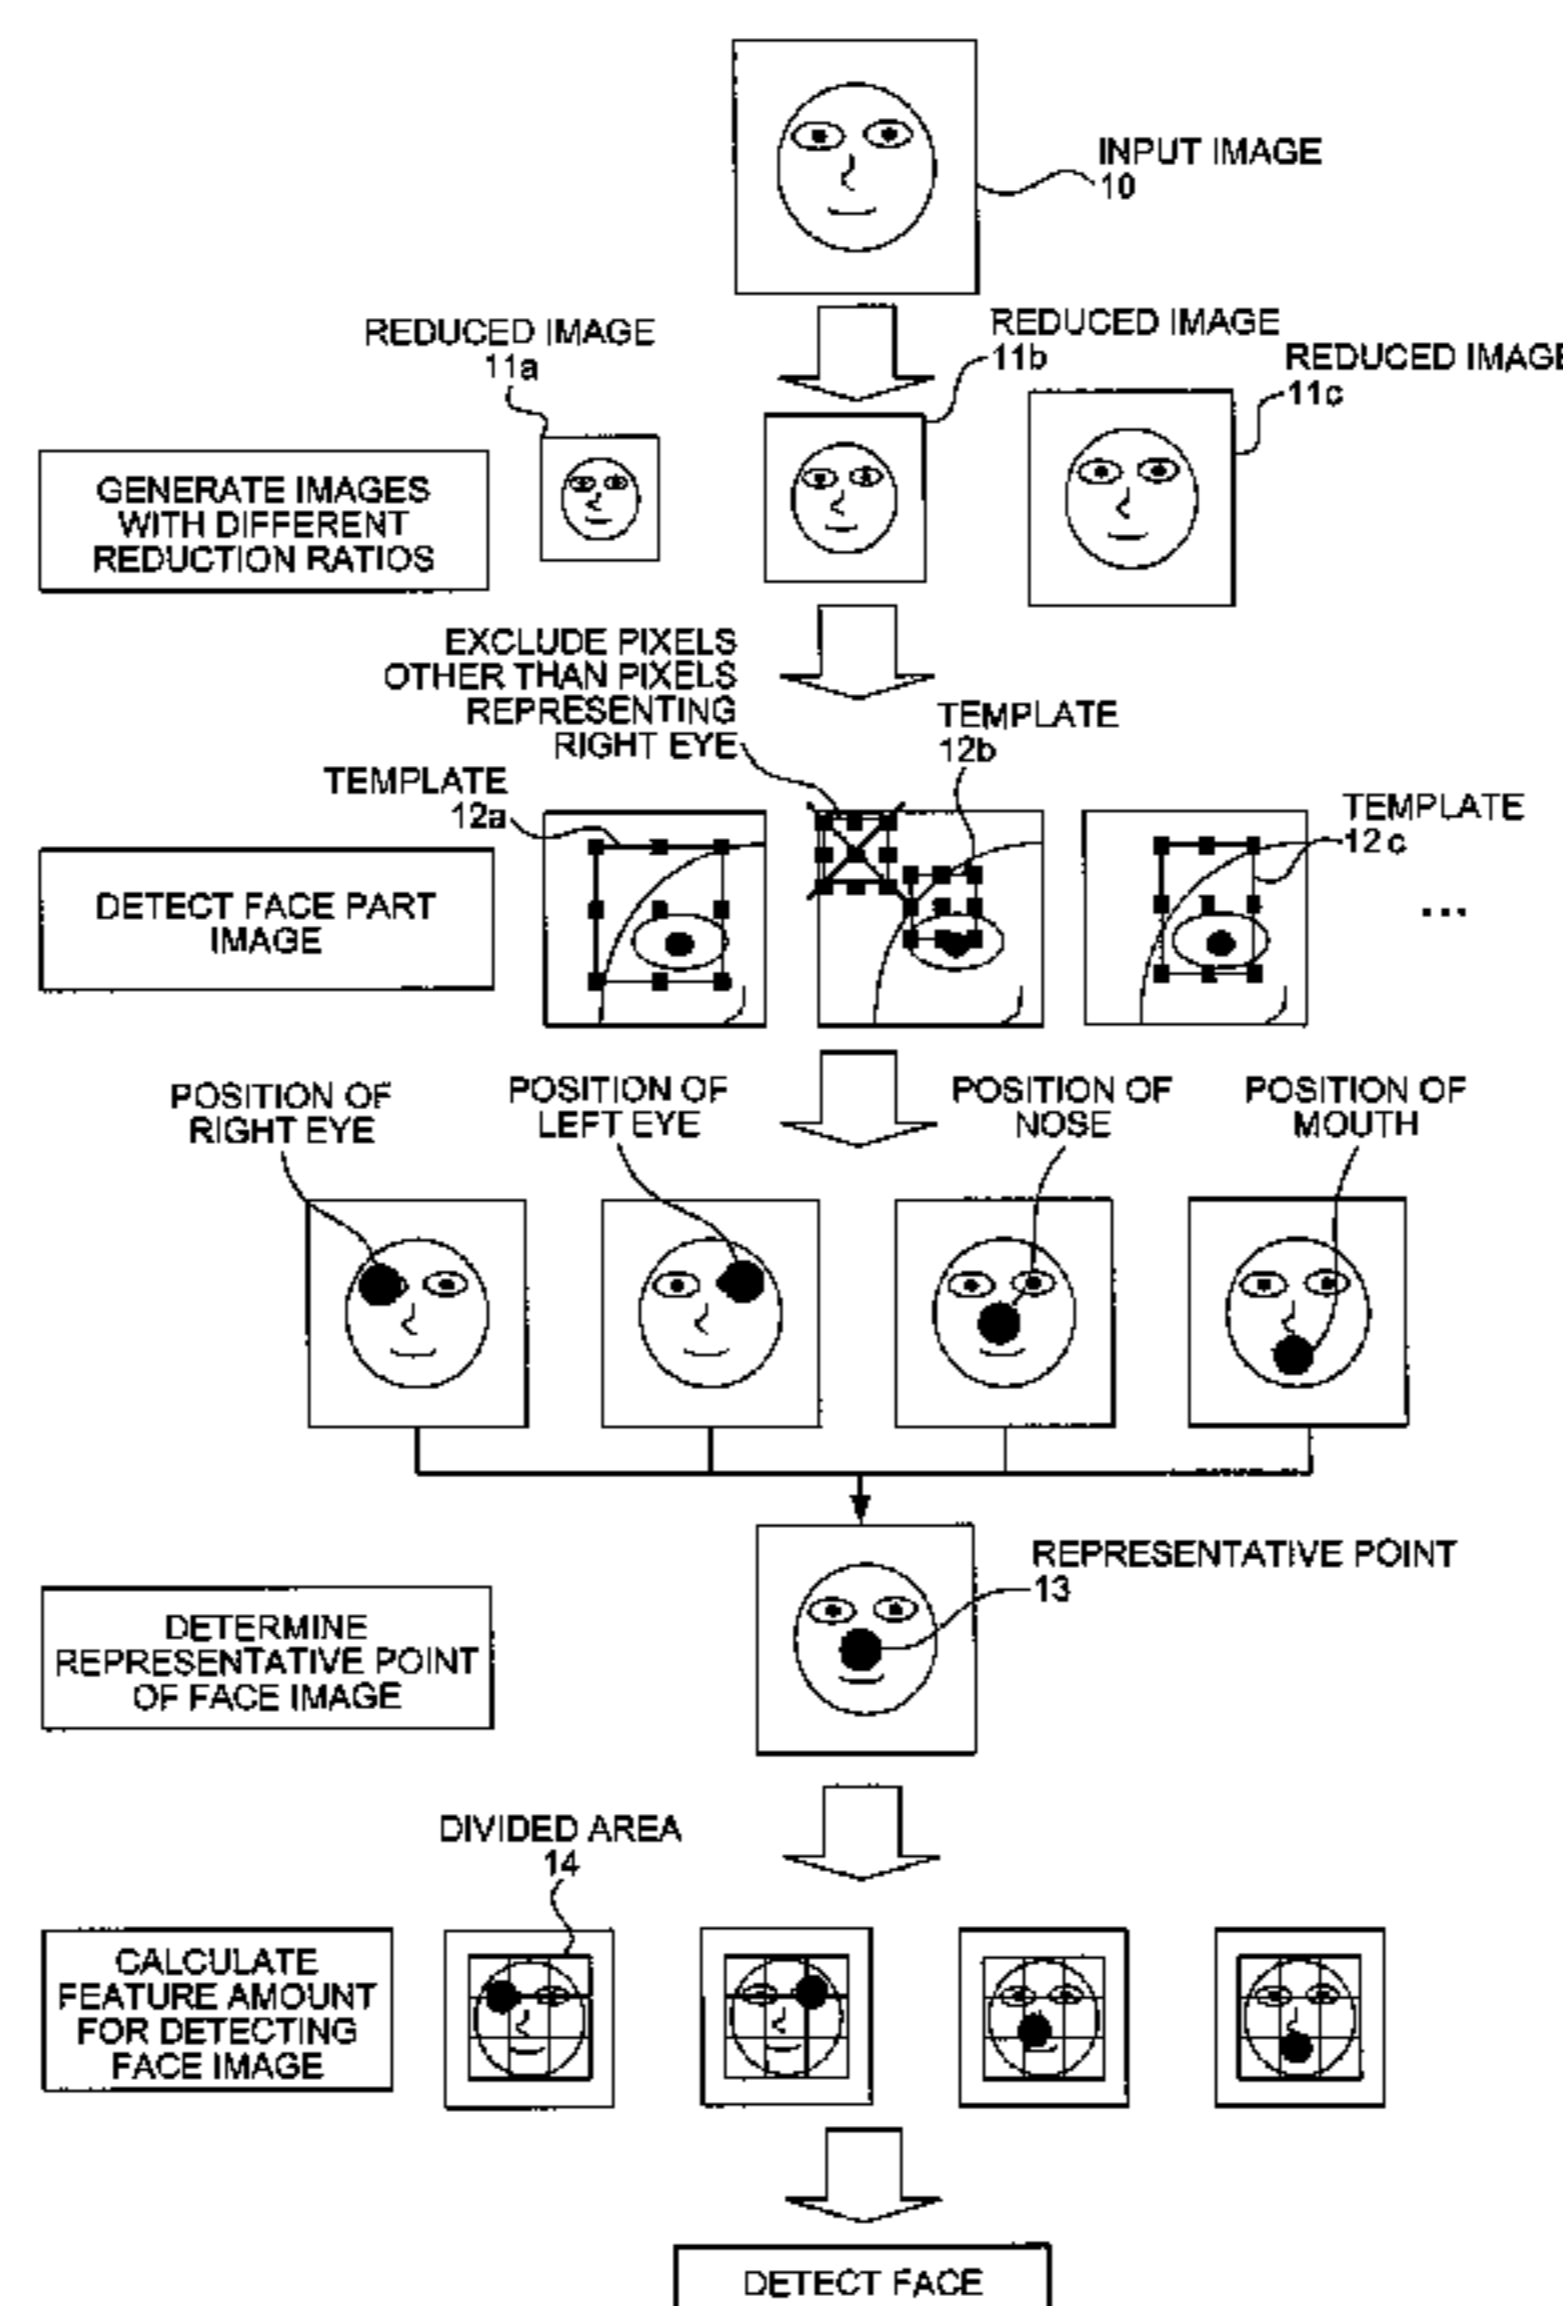 INPUT IMAGE
10
REDUCED IMAGE
11a
REDUCED IMAGE
11b
REDUCED IMAGE
11c
GENERATE IMAGES
WITH DIFFERENT
REDUCTION RATIOS
EXCLUDE PIXELS
OTHER THAN PIXELS
REPRESENTING
RIGHT EYE
TEMPLATE
12b
TEMPLATE
12a
TEMPLATE
12c
DETECT FACE PART
IMAGE
...
POSITION OF
RIGHT EYE
POSITION OF
LEFT EYE
POSITION OF
NOSE
POSITION OF
MOUTH
REPRESENTATIVE POINT
13
DETERMINE
REPRESENTATIVE POINT
OF FACE IMAGE
DIVIDED AREA
14
CALCULATE
FEATURE AMOUNT
FOR DETECTING
FACE IMAGE
DETECT FACE